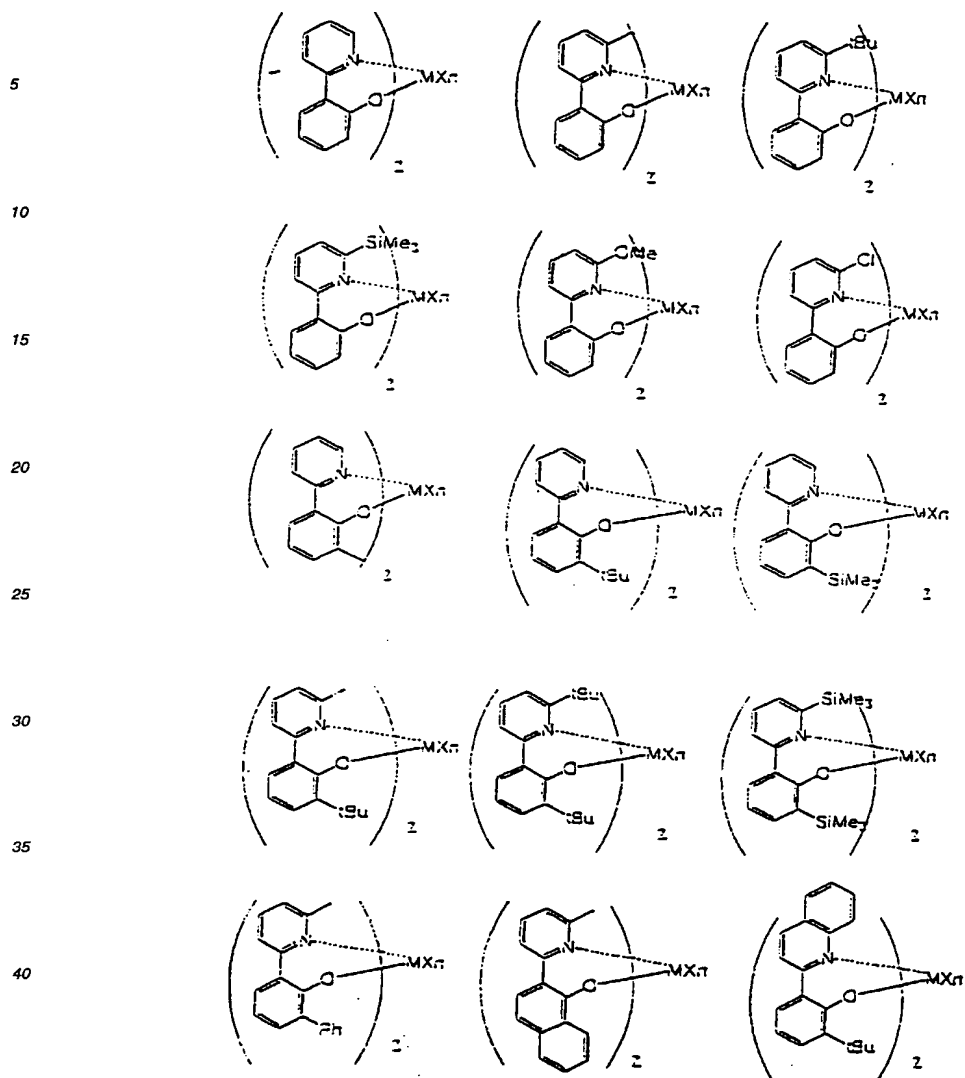 5
N MXn O 2
N MXn O 2
tBu N MXn O 2
10
SiMe3 N MXn O 2
OMe N MXn O 2
Cl N MXn O 2
15
20
N MXn O 2
N MXn O tBu 2
N MXn O SiMe3 2
25
30
N MXn O tBu 2
tBu N MXn O tBu 2
SiMe3 N MXn O SiMe3 2
35
N MXn O Ph 2
N MXn O 2
N MXn O tBu 2
40